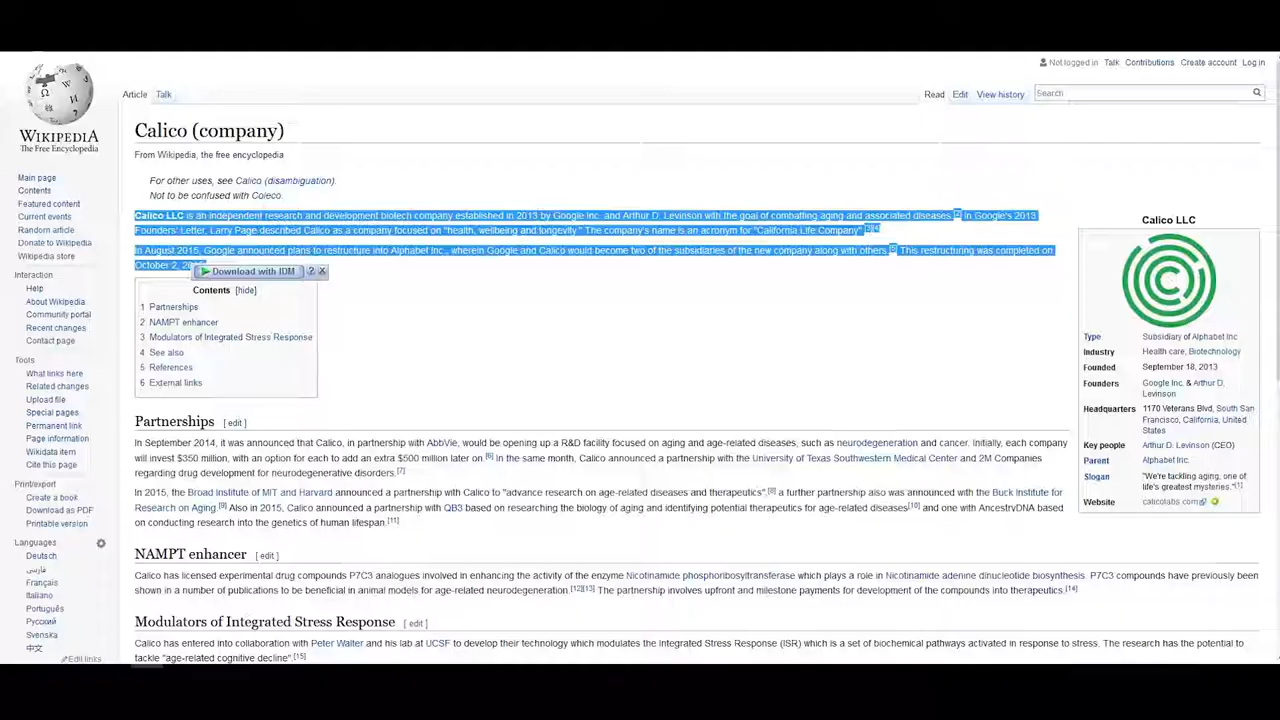 Not logged in Talk Contributions Create account Log in
Article Talk
Read Edit View history Search
WIKIPEDIA
The Free Encyclopedia
Main page
Contents
Featured content
Current events
Random article
Donate to Wikipedia
Wikipedia store
Interaction
Help
About Wikipedia
Community portal
Recent changes
Contact page
Tools
What links here
Related changes
Upload file
Special pages
Permanent link
Page information
Wikidata item
Cite this page
Print/export
Create a book
Download as PDF
Printable version
Languages
Deutsch
فارسی
Français
Italiano
Português
Русский
Svenska
中文
Edit links
Calico (company)
From Wikipedia, the free encyclopedia
For other uses, see Calico (disambiguation).
Not to be confused with Coleco.
Calico LLC is an independent research and development biotech company established in 2013 by Google Inc. and Arthur D. Levinson with the goal of combatting aging and associated diseases.[2] In Google's 2013
Founders' Letter, Larry Page described Calico as a company focused on "health, wellbeing and longevity." The company's name is an acronym for "California Life Company".[3][4]
In August 2015, Google announced plans to restructure into Alphabet Inc., wherein Google and Calico would become two of the subsidiaries of the new company along with others.[5] This restructuring was completed on
October 2,
Download with IDM ? X
Contents [hide]
1 Partnerships
2 NAMPT enhancer
3 Modulators of Integrated Stress Response
4 See also
5 References
6 External links
Partnerships [ edit ]
In September 2014, it was announced that Calico, in partnership with AbbVie, would be opening up a R&D facility focused on aging and age-related diseases, such as neurodegeneration and cancer. Initially, each company
will invest $350 million, with an option for each to add an extra $500 million later on.[6] In the same month, Calico announced a partnership with the University of Texas Southwestern Medical Center and 2M Companies
regarding drug development for neurodegenerative disorders.[7]
In 2015, the Broad Institute of MIT and Harvard announced a partnership with Calico to "advance research on age-related diseases and therapeutics",[8] a further partnership also was announced with the Buck Institute for
Research on Aging.[9] Also in 2015, Calico announced a partnership with QB3 based on researching the biology of aging and identifying potential therapeutics for age-related diseases[10] and one with AncestryDNA based
on conducting research into the genetics of human lifespan.[11]
NAMPT enhancer [ edit ]
Calico has licensed experimental drug compounds P7C3 analogues involved in enhancing the activity of the enzyme Nicotinamide phosphoribosyltransferase which plays a role in Nicotinamide adenine dinucleotide biosynthesis. P7C3 compounds have previously been
shown in a number of publications to be beneficial in animal models for age-related neurodegeneration.[12][13] The partnership involves upfront and milestone payments for development of the compounds into therapeutics.[14]
Modulators of Integrated Stress Response [ edit ]
Calico has entered into collaboration with Peter Walter and his lab at UCSF to develop their technology which modulates the Integrated Stress Response (ISR) which is a set of biochemical pathways activated in response to stress. The research has the potential to
tackle "age-related cognitive decline".[15]
Calico LLC
Type Subsidiary of Alphabet Inc
Industry Health care, Biotechnology
Founded September 18, 2013
Founders Google Inc. & Arthur D.
Levinson
Headquarters 1170 Veterans Blvd, South San
Francisco, California, United
States
Key people Arthur D. Levinson (CEO)
Parent Alphabet Inc.
Slogan "We're tackling aging, one of
life's greatest mysteries."[1]
Website calicolabs.com